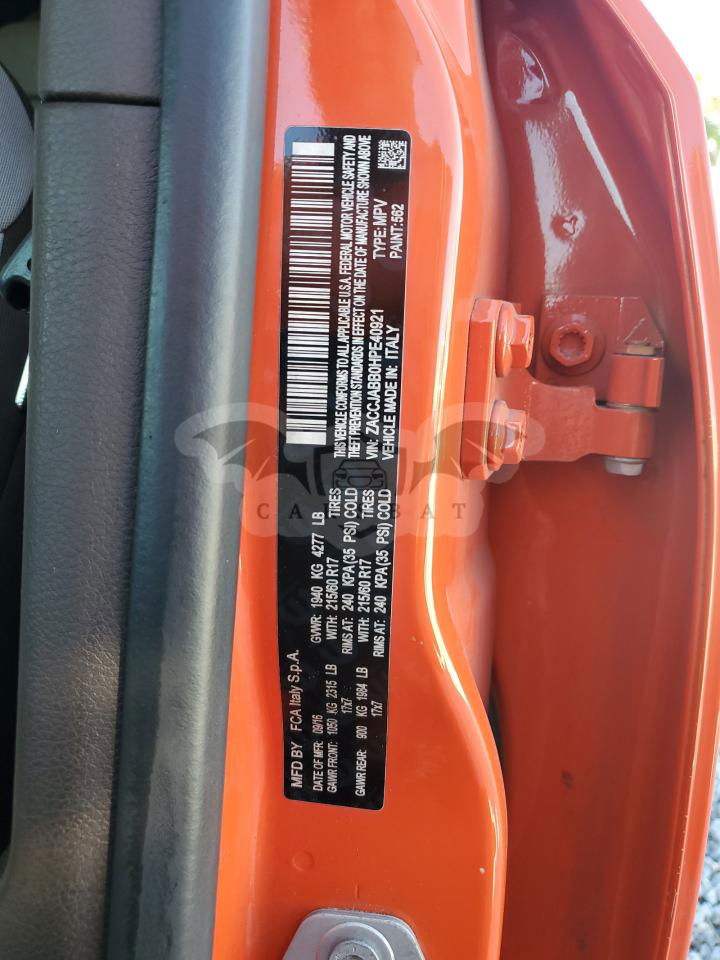 MFD BY FCA Italy S.p.A.
DATE OF MFR: 09/16 GVWR: 1940 KG 4277 LB
GAWR FRONT: 1050 KG 2315 LB WITH: 215/60 R17 TIRES
17x7 RIMS AT: 240 KPA(35 PSI) COLD
GAWR REAR: 900 KG 1984 LB WITH: 215/60 R17 TIRES
17x7 RIMS AT: 240 KPA(35 PSI) COLD
THIS VEHICLE CONFORMS TO ALL APPLICABLE U.S.A. FEDERAL MOTOR VEHICLE SAFETY AND
THEFT PREVENTION STANDARDS IN EFFECT ON THE DATE OF MANUFACTURE SHOWN ABOVE
VIN: ZACCJABB0HPE40921 TYPE: MPV
VEHICLE MADE IN: ITALY PAINT: 562